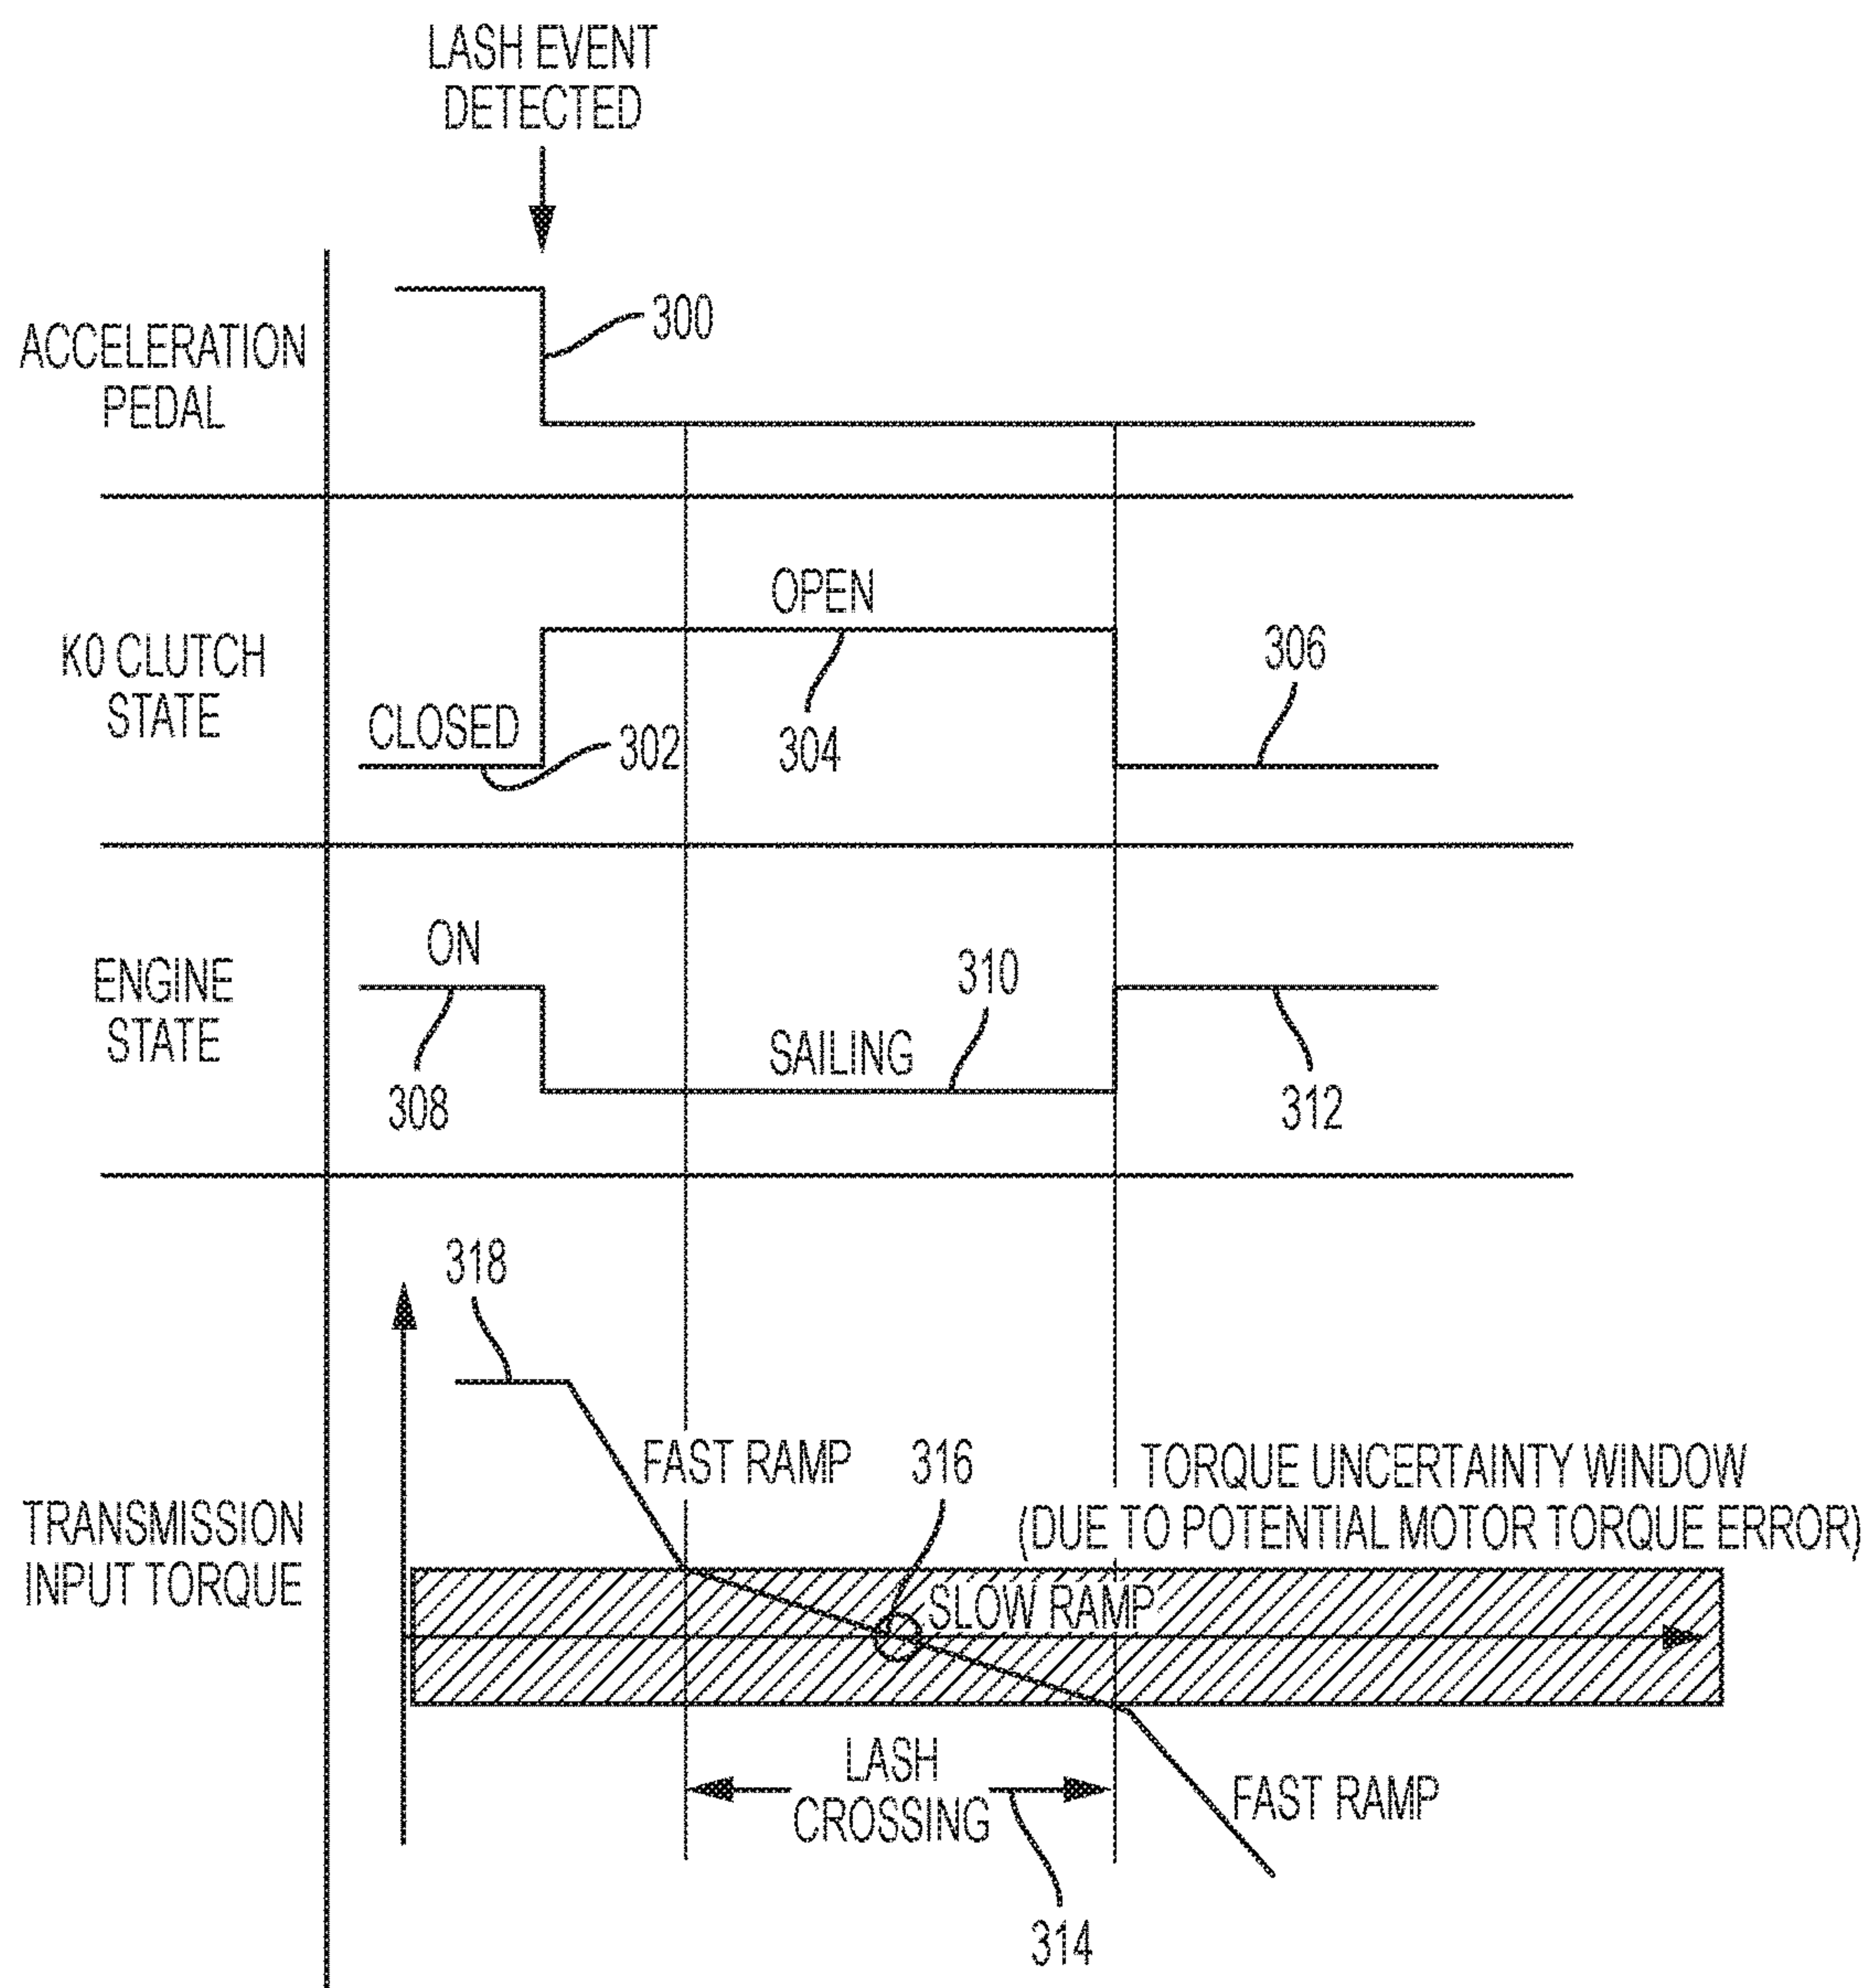 LASH EVENT
DETECTED
300
ACCELERATION
PEDAL
OPEN
K0 CLUTCH
STATE
CLOSED
302
304
306
ON
ENGINE
STATE
310
SAILING
308
312
318
FAST RAMP
316
TORQUE UNCERTAINTY WINDOW
(DUE TO POTENTIAL MOTOR TORQUE ERROR)
TRANSMISSION
INPUT TORQUE
SLOW RAMP
LASH
CROSSING
FAST RAMP
314